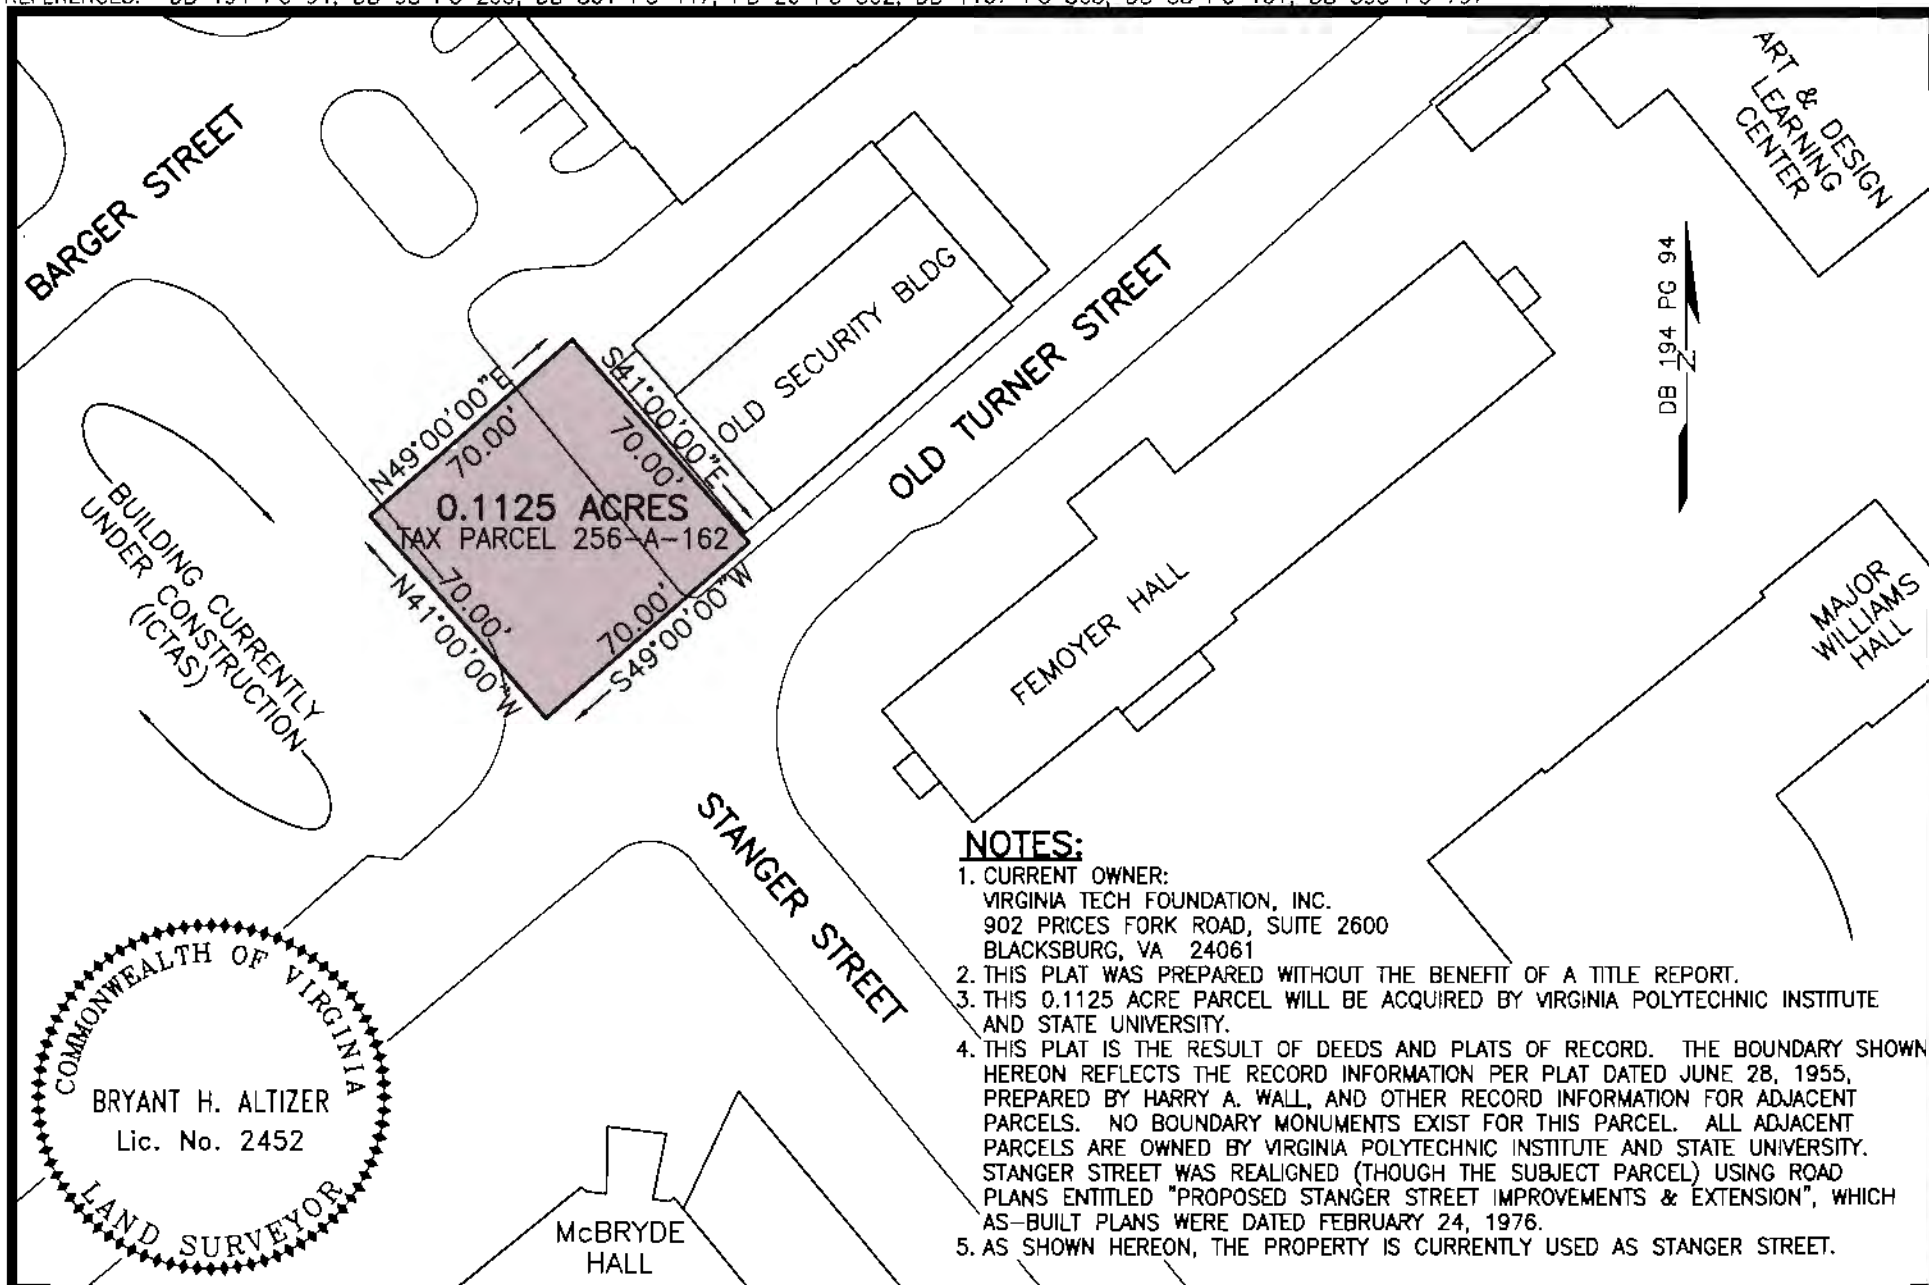 BARGER STREET
ART & DESIGN
LEARNING
CENTER
DB 194 PG 94
N
OLD SECURITY BLDG
OLD TURNER STREET
N49°00'00"E
70.00'
S41°00'00"E
70.00'
0.1125 ACRES
TAX PARCEL 256-A-162
70.00'
N41°00'00"W
70.00'
S49°00'00"W
BUILDING CURRENTLY
UNDER CONSTRUCTION
(ICTAS)
FEMOYER HALL
MAJOR
WILLIAMS
HALL
STANGER STREET
NOTES:
1. CURRENT OWNER:
VIRGINIA TECH FOUNDATION, INC.
902 PRICES FORK ROAD, SUITE 2600
BLACKSBURG, VA 24061
2. THIS PLAT WAS PREPARED WITHOUT THE BENEFIT OF A TITLE REPORT.
3. THIS 0.1125 ACRE PARCEL WILL BE ACQUIRED BY VIRGINIA POLYTECHNIC INSTITUTE
AND STATE UNIVERSITY.
4. THIS PLAT IS THE RESULT OF DEEDS AND PLATS OF RECORD. THE BOUNDARY SHOWN
HEREON REFLECTS THE RECORD INFORMATION PER PLAT DATED JUNE 28, 1955,
PREPARED BY HARRY A. WALL, AND OTHER RECORD INFORMATION FOR ADJACENT
PARCELS. NO BOUNDARY MONUMENTS EXIST FOR THIS PARCEL. ALL ADJACENT
PARCELS ARE OWNED BY VIRGINIA POLYTECHNIC INSTITUTE AND STATE UNIVERSITY.
STANGER STREET WAS REALIGNED (THOUGH THE SUBJECT PARCEL) USING ROAD
PLANS ENTITLED "PROPOSED STANGER STREET IMPROVEMENTS & EXTENSION", WHICH
AS-BUILT PLANS WERE DATED FEBRUARY 24, 1976.
5. AS SHOWN HEREON, THE PROPERTY IS CURRENTLY USED AS STANGER STREET.
COMMONWEALTH OF VIRGINIA
BRYANT H. ALTIZER
Lic. No. 2452
LAND SURVEYOR
McBRYDE
HALL